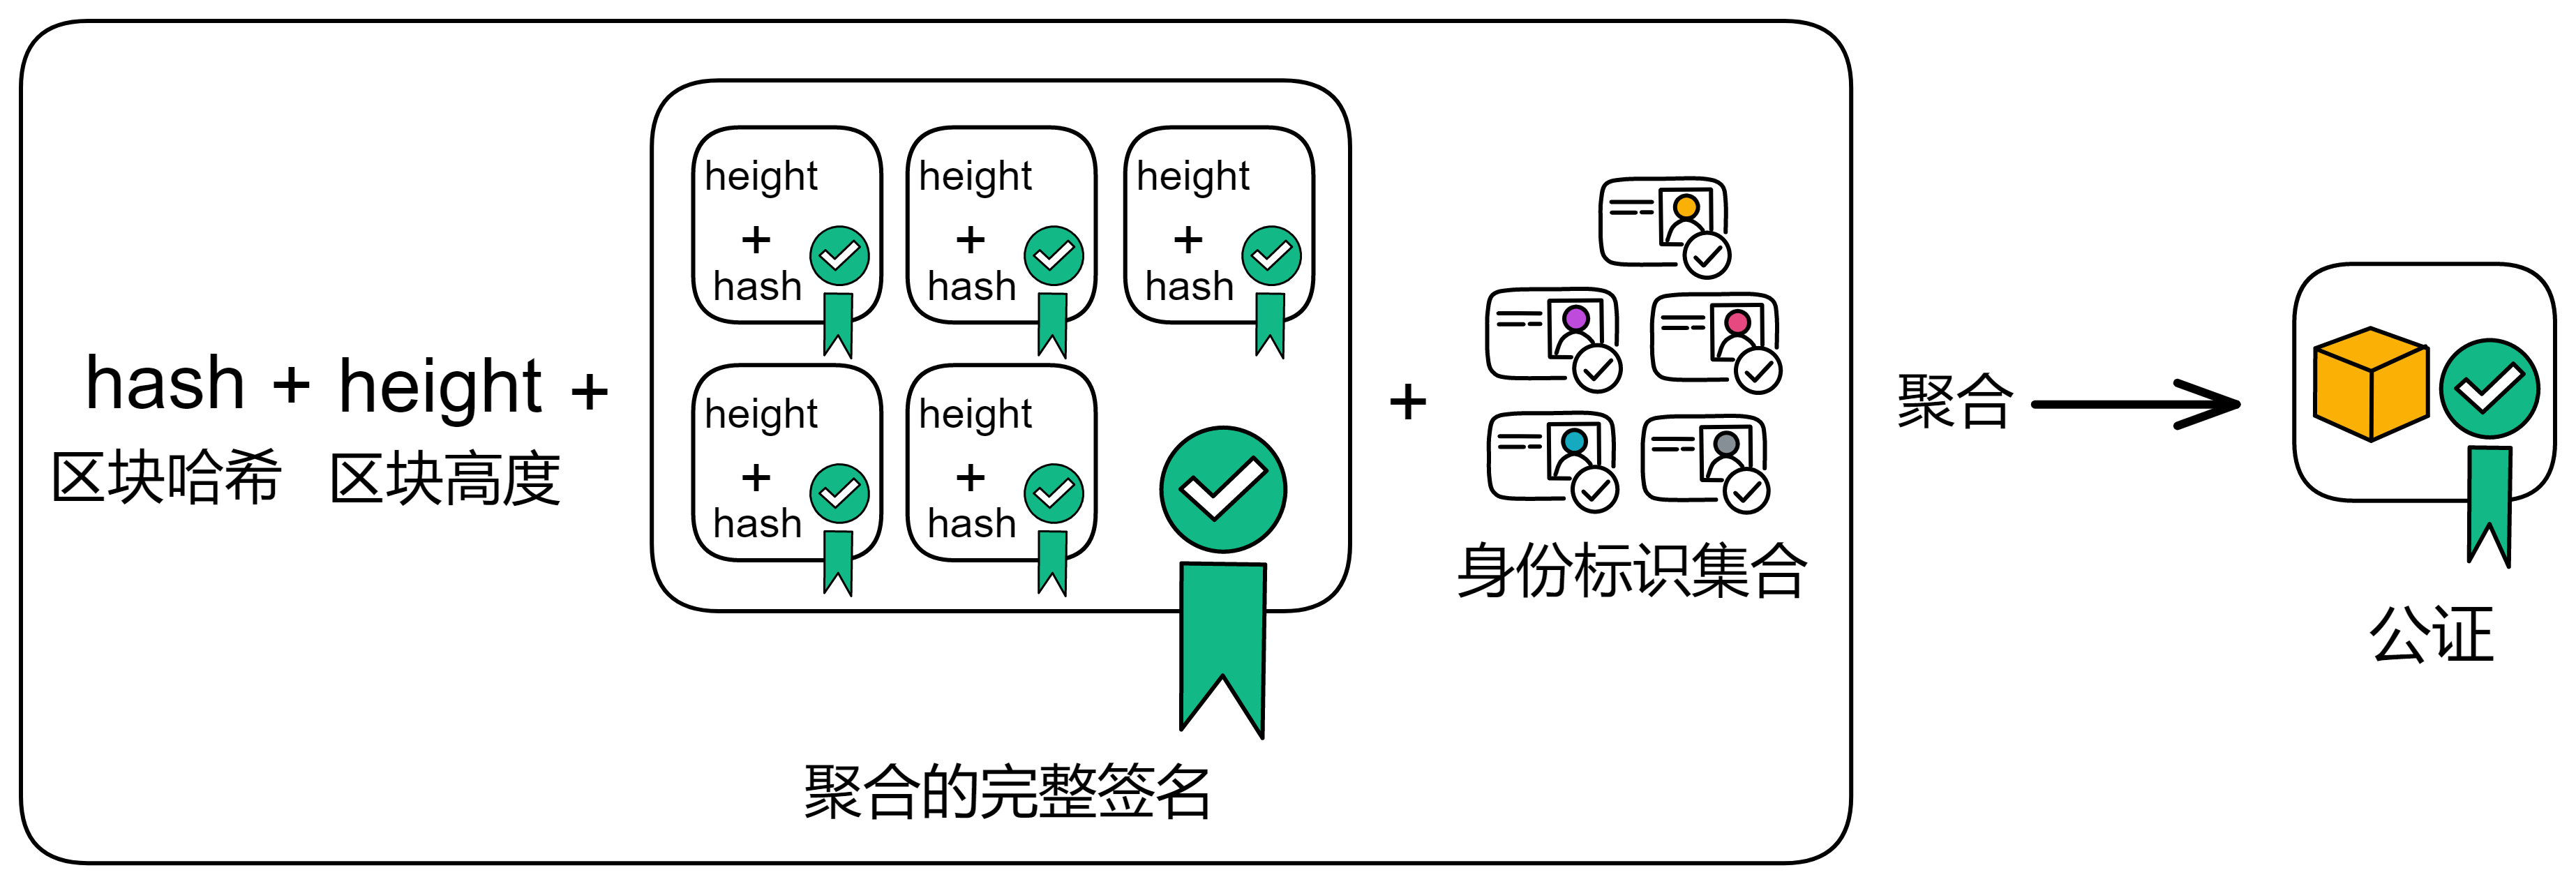 hash + height +
区块哈希 区块高度
height
+
hash
height
+
hash
height
+
hash
height
+
hash
height
+
hash
聚合的完整签名
+
身份标识集合
聚合
公证